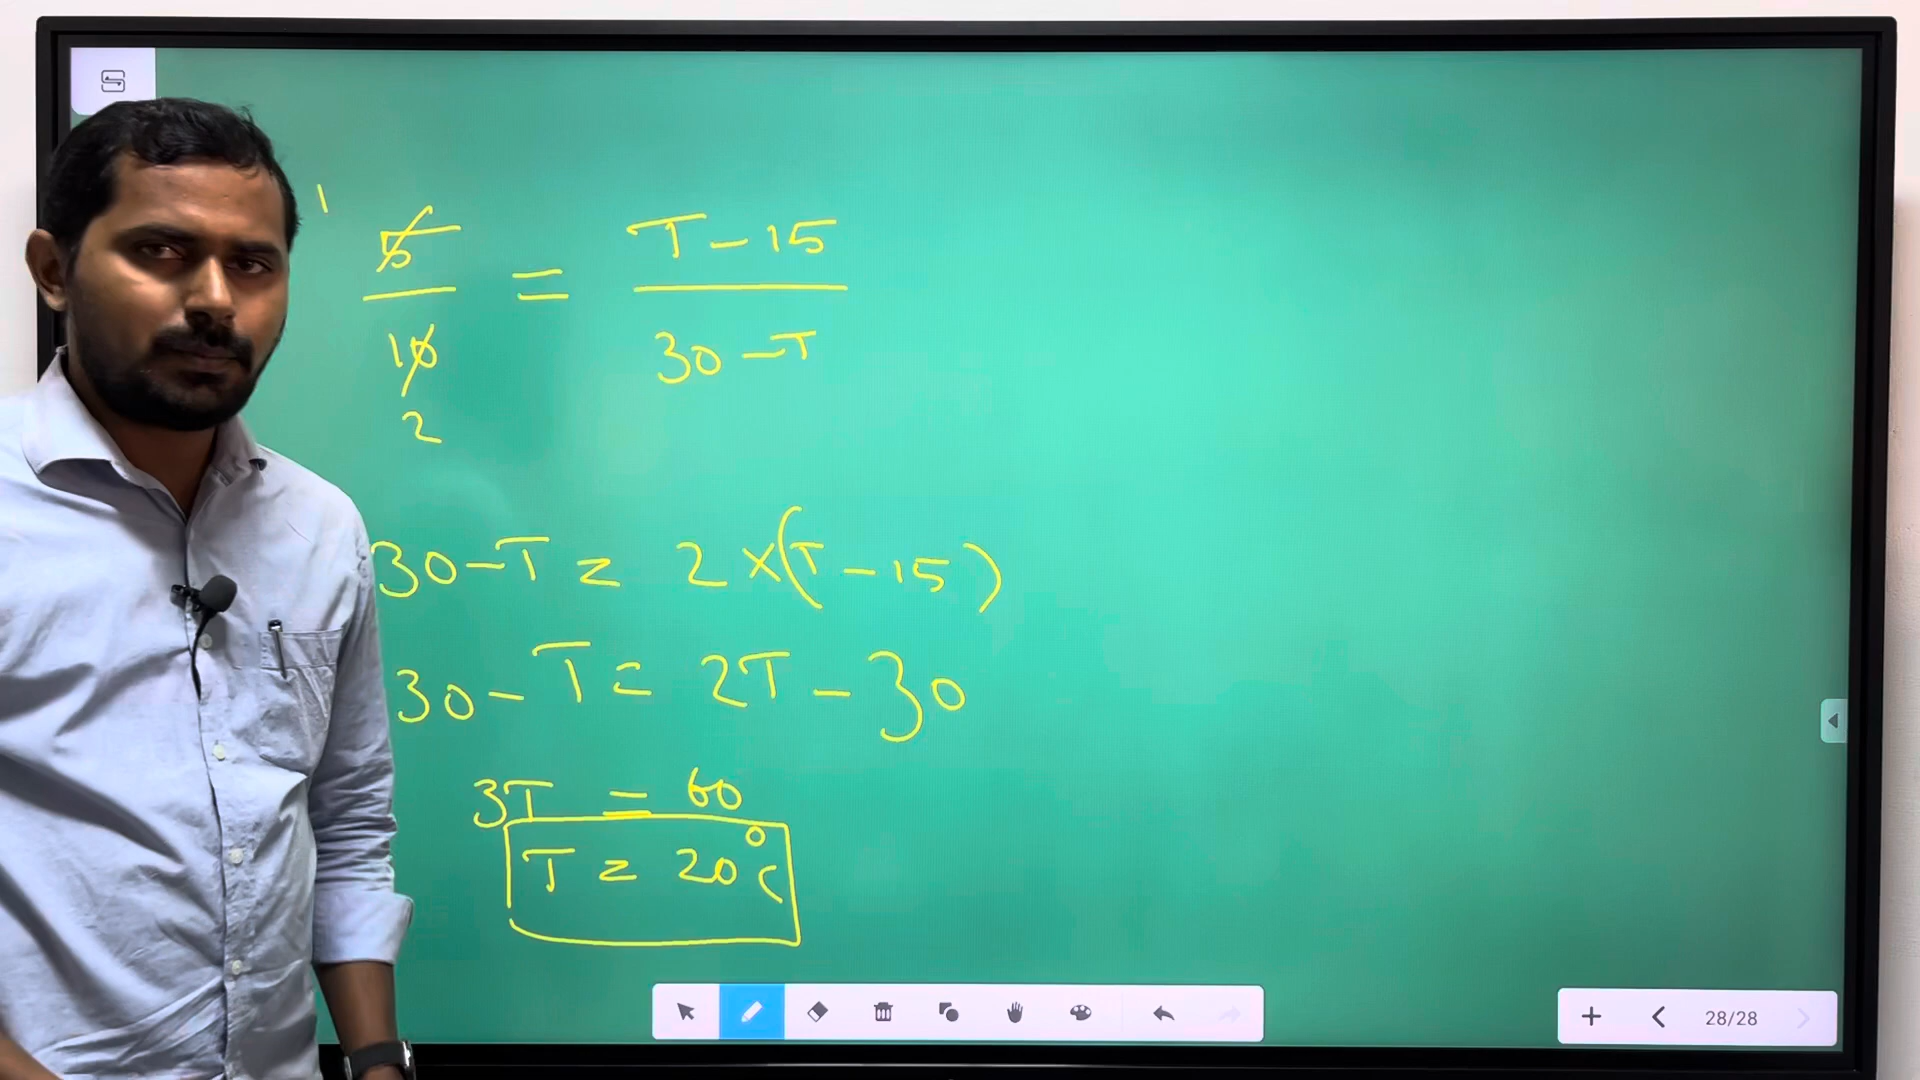 1
5 = T - 15
10 30 - T
2
30 - T = 2 × (T - 15)
30 - T = 2T - 30
3T = 60
T = 20°C
28/28